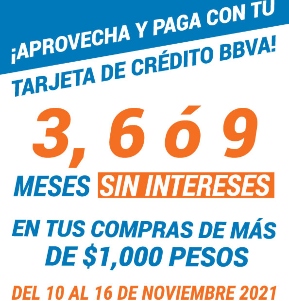 ¡APROVECHA Y PAGA CON TU
TARJETA DE CRÉDITO BBVA!
3, 6 ó 9
MESES SIN INTERESES
EN TUS COMPRAS DE MÁS
DE $1,000 PESOS
DEL 10 AL 16 DE NOVIEMBRE 2021